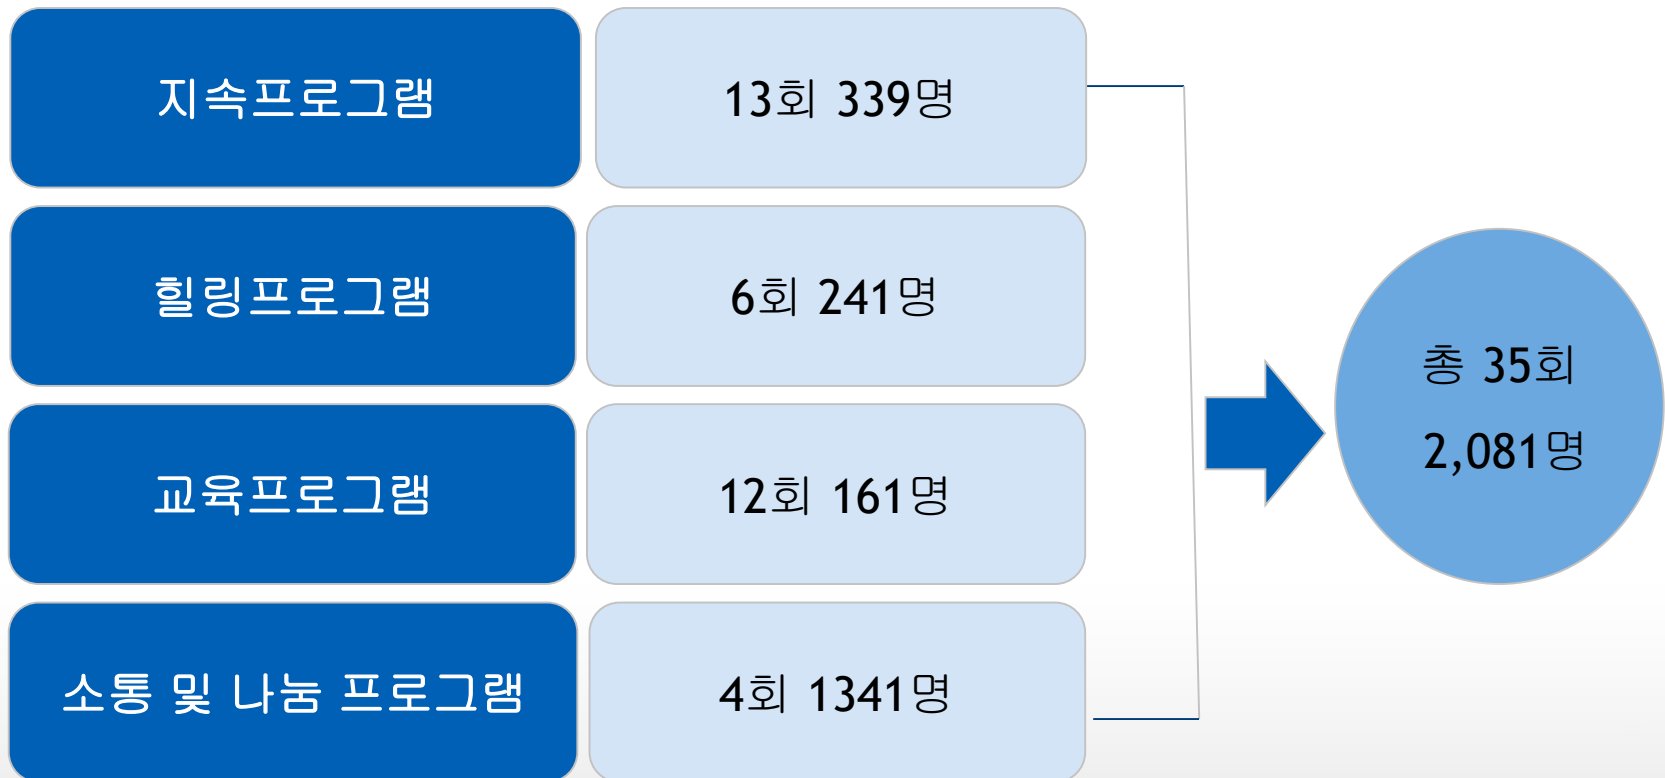 지속프로그램
13회 339명
힐링프로그램
6회 241명
교육프로그램
12회 161명
소통 및 나눔 프로그램
4회 1341명
총 35회
2,081명